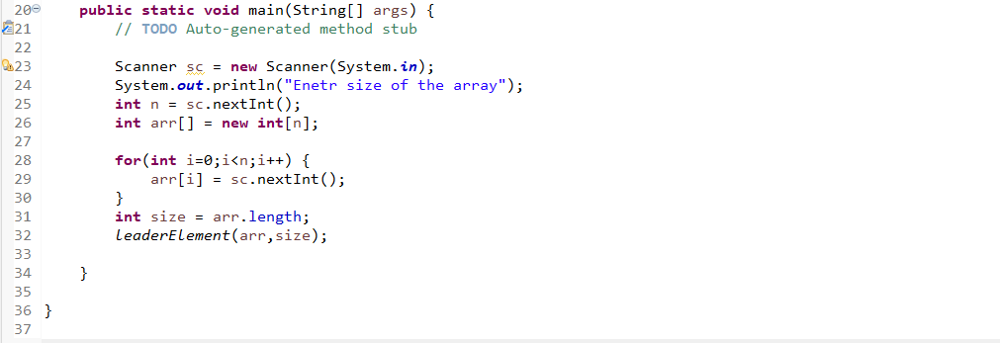 20 public static void main(String[] args) {
21 // TODO Auto-generated method stub
22
23 Scanner sc = new Scanner(System.in);
24 System.out.println("Enetr size of the array");
25 int n = sc.nextInt();
26 int arr[] = new int[n];
27
28 for(int i=0;i<n;i++) {
29 arr[i] = sc.nextInt();
30 }
31 int size = arr.length;
32 leaderElement(arr,size);
33
34 }
35
36 }
37